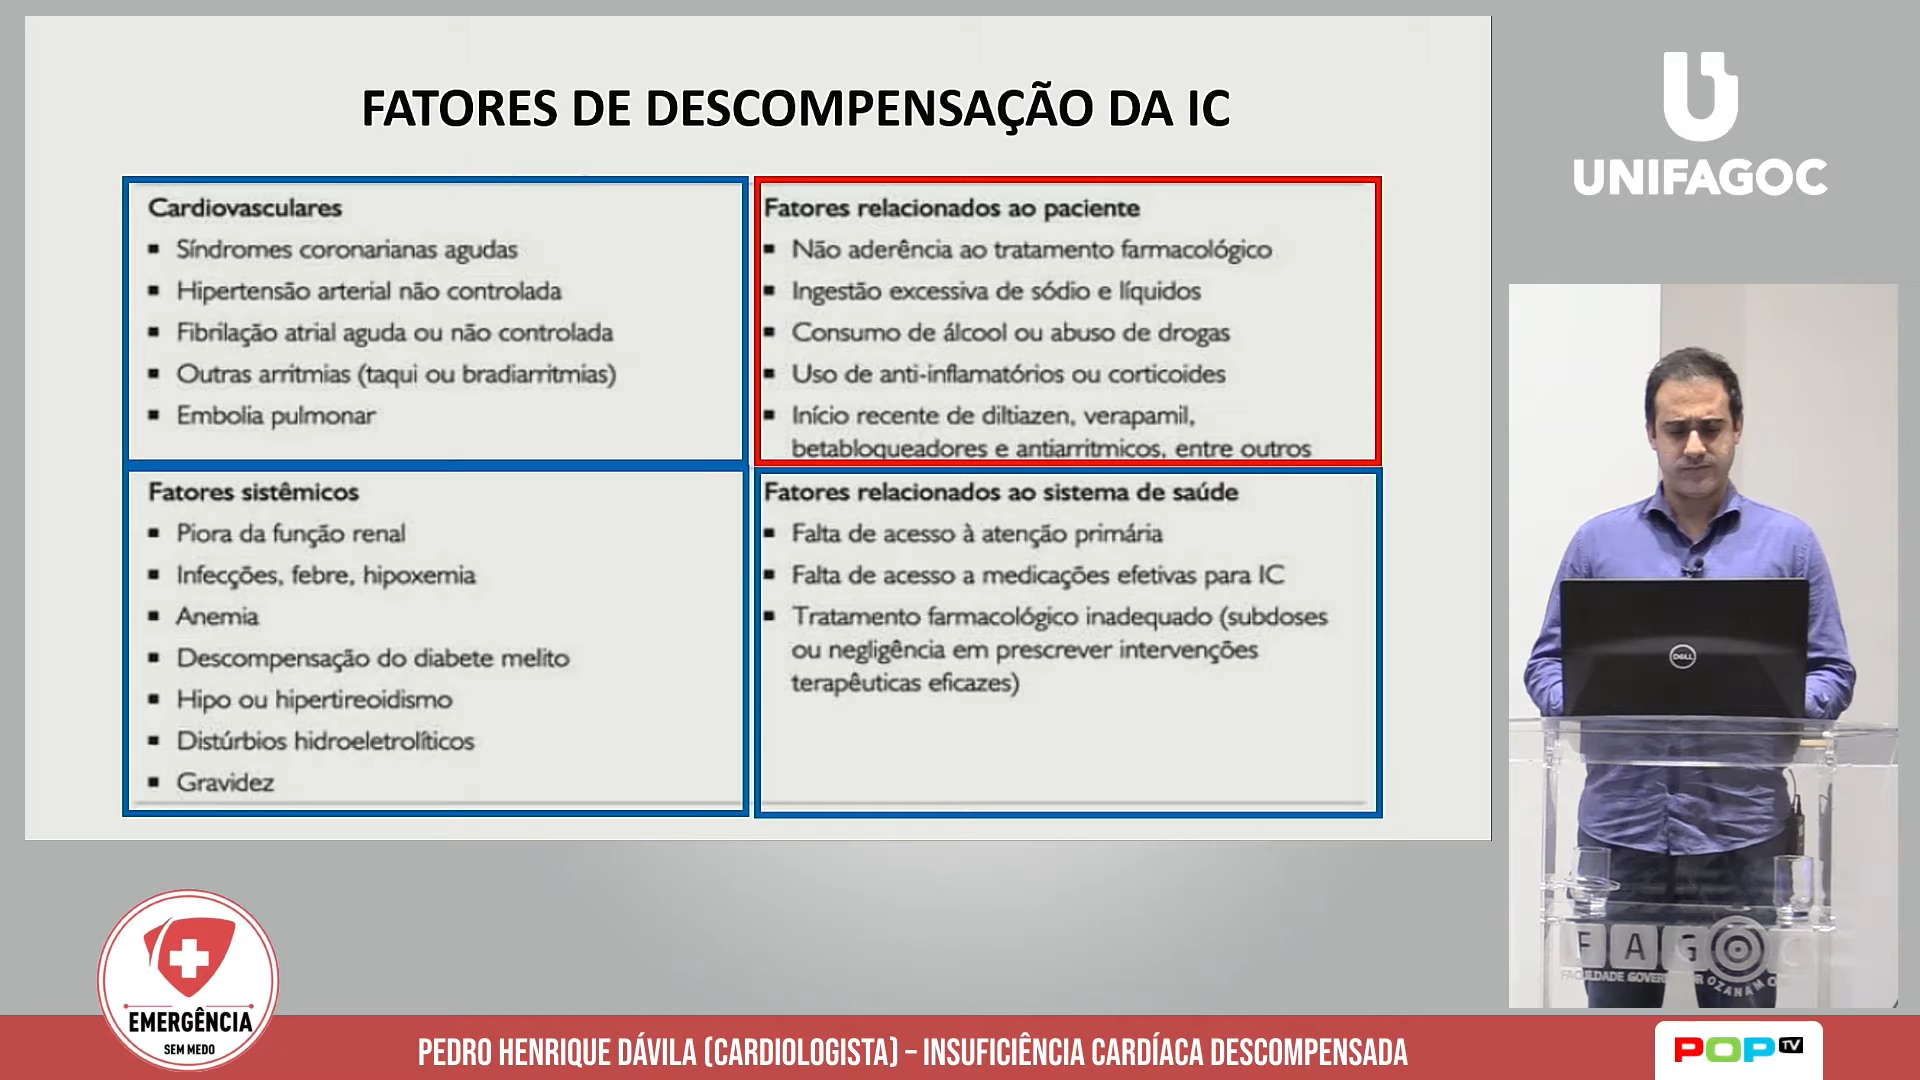 FATORES DE DESCOMPENSAÇÃO DA IC
Cardiovasculares
▪ Síndromes coronarianas agudas
▪ Hipertensão arterial não controlada
▪ Fibrilação atrial aguda ou não controlada
▪ Outras arritmias (taqui ou bradiarritmias)
▪ Embolia pulmonar
Fatores relacionados ao paciente
▪ Não aderência ao tratamento farmacológico
▪ Ingestão excessiva de sódio e líquidos
▪ Consumo de álcool ou abuso de drogas
▪ Uso de anti-inflamatórios ou corticoides
▪ Início recente de diltiazen, verapamil,
betabloqueadores e antiarritmicos, entre outros
Fatores sistêmicos
▪ Piora da função renal
▪ Infecções, febre, hipoxemia
▪ Anemia
▪ Descompensação do diabete melito
▪ Hipo ou hipertireoidismo
▪ Distúrbios hidroeletrolíticos
▪ Gravidez
Fatores relacionados ao sistema de saúde
▪ Falta de acesso à atenção primária
▪ Falta de acesso a medicações efetivas para IC
▪ Tratamento farmacológico inadequado (subdoses
ou negligência em prescrever intervenções
terapêuticas eficazes)
UNIFAGOC
DELL
FAGOC
FACULDADE
OZANAM
EMERGÊNCIA
SEM MEDO
PEDRO HENRIQUE DÁVILA (CARDIOLOGISTA) – INSUFICIÊNCIA CARDÍACA DESCOMPENSADA
POP TV